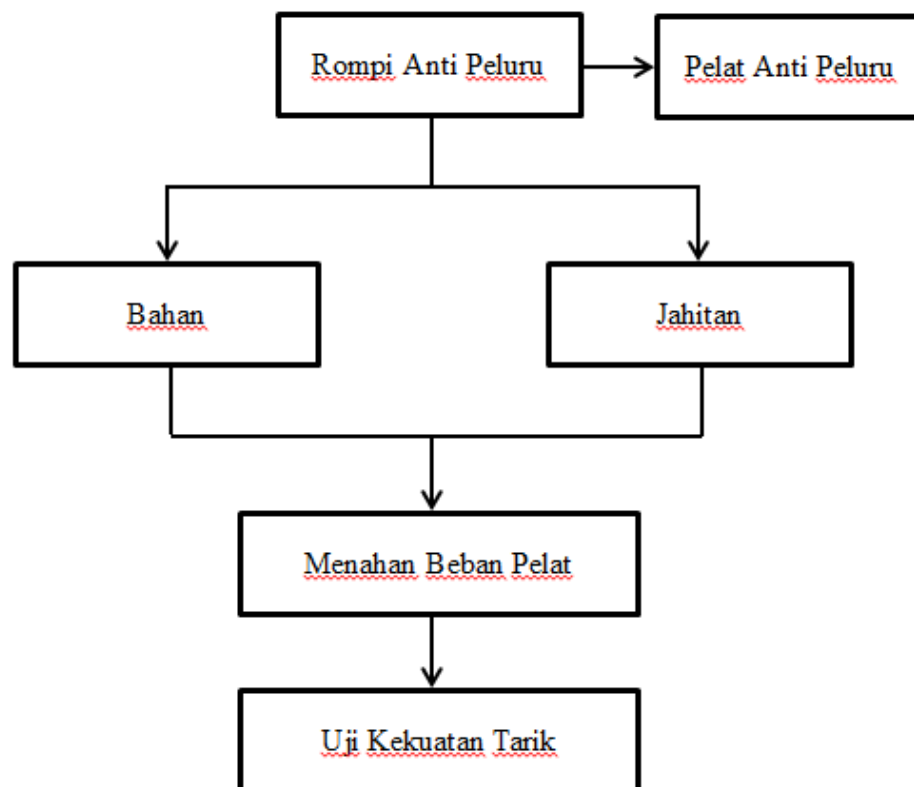 Rompi Anti Peluru
Pelat Anti Peluru
Bahan
Jahitan
Menahan Beban Pelat
Uji Kekuatan Tarik